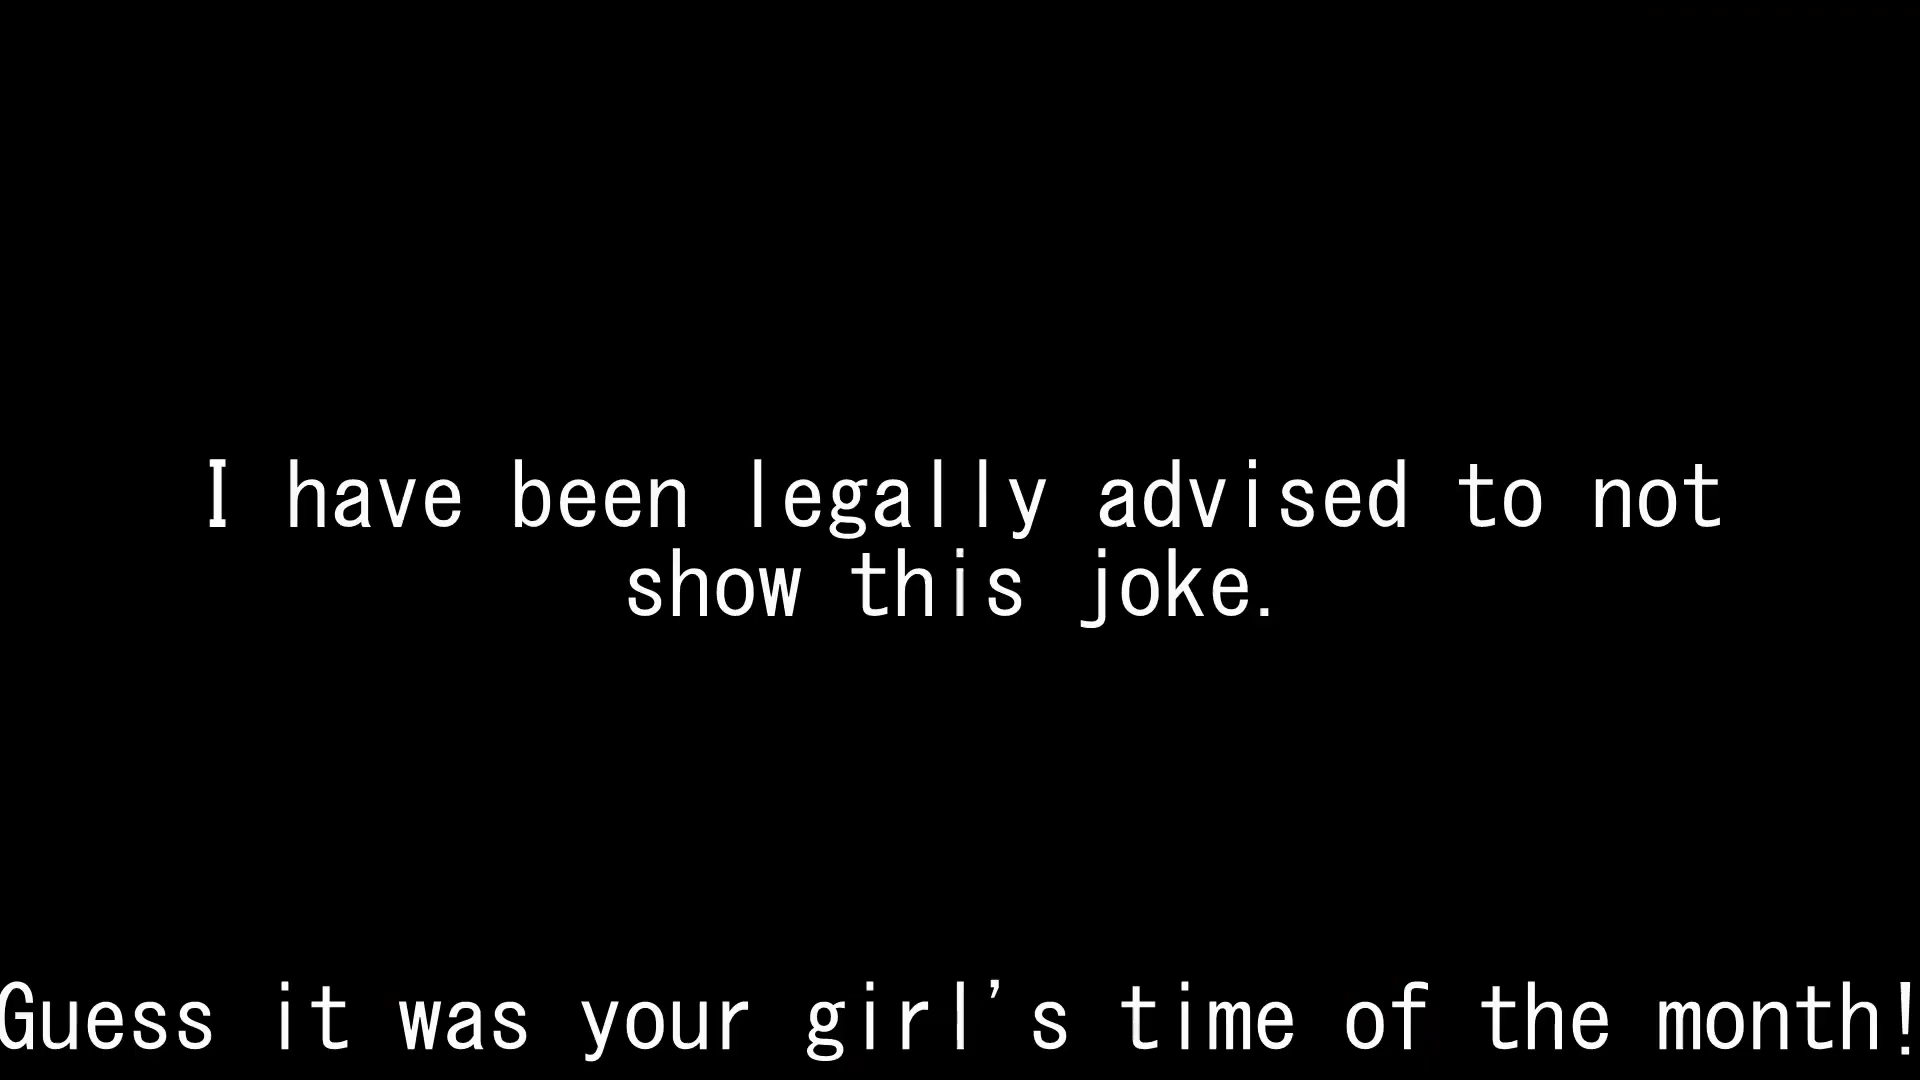 I have been legally advised to not
show this joke.
Guess it was your girl's time of the month!